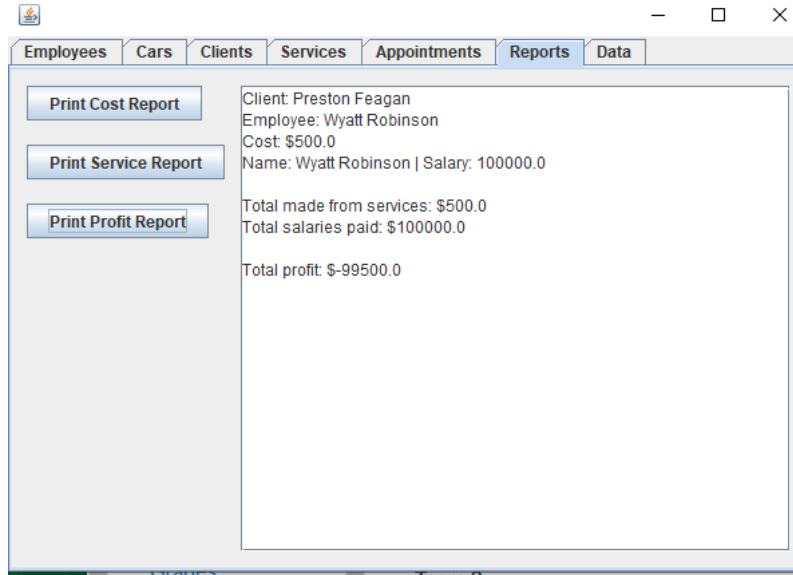 Employees Cars Clients Services Appointments Reports Data
Print Cost Report
Print Service Report
Print Profit Report
Client: Preston Feagan
Employee: Wyatt Robinson
Cost: $500.0
Name: Wyatt Robinson | Salary: 100000.0
Total made from services: $500.0
Total salaries paid: $100000.0
Total profit: $-99500.0